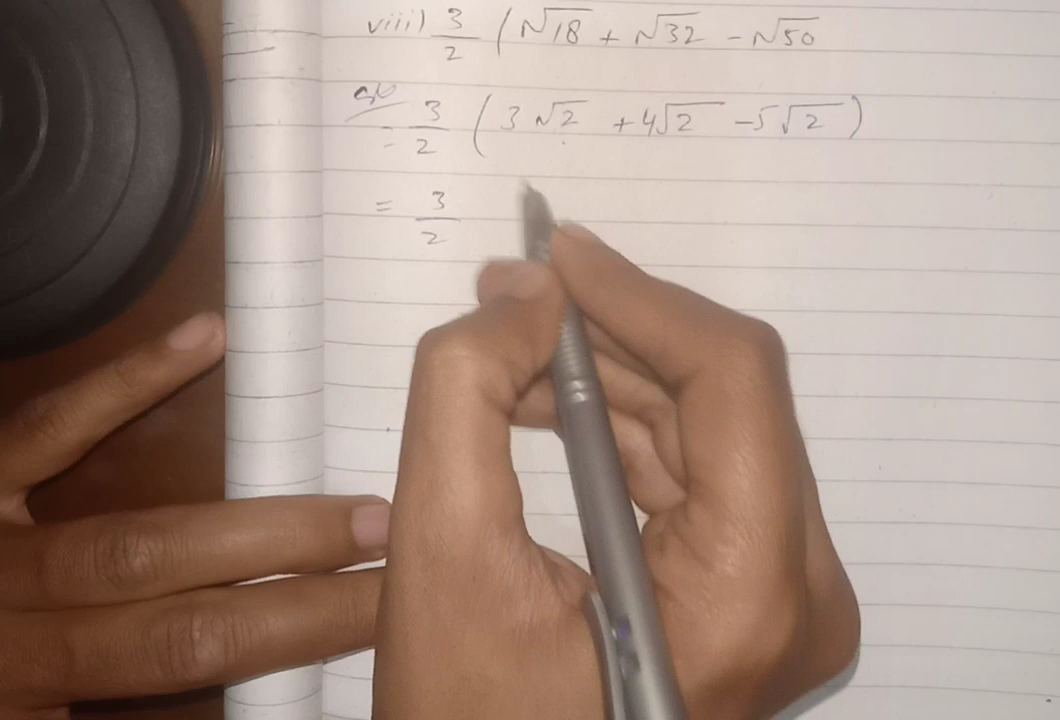 viii) 3/2 (√18 + √32 - √50
= 3/2 (3√2 + 4√2 - 5√2)
= 3/2